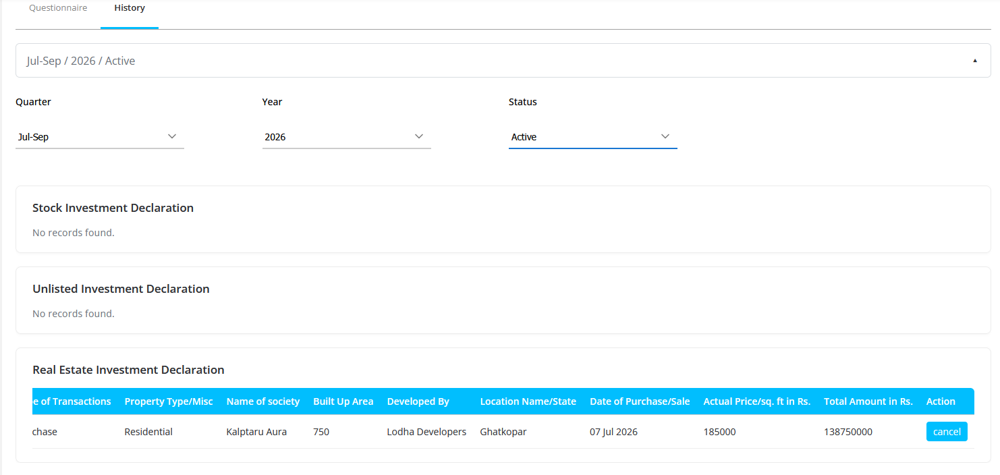 Questionnaire History
Jul-Sep / 2026 / Active
Quarter Year Status
Jul-Sep 2026 Active
Stock Investment Declaration
No records found.
Unlisted Investment Declaration
No records found.
Real Estate Investment Declaration
e of Transactions Property Type/Misc Name of society Built Up Area Developed By Location Name/State Date of Purchase/Sale Actual Price/sq. ft in Rs. Total Amount in Rs. Action
chase Residential Kalptaru Aura 750 Lodha Developers Ghatkopar 07 Jul 2026 185000 138750000 cancel